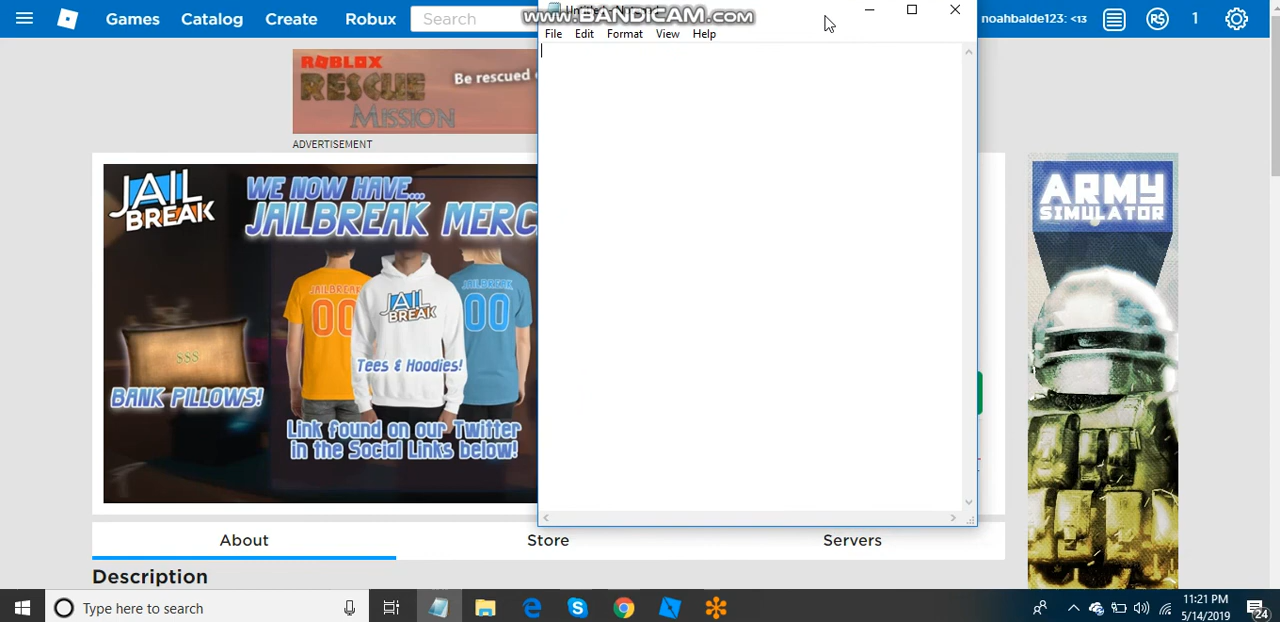 Games Catalog Create Robux Search
WWW.BANDICAM.COM
noahbalde123: <13
1
File Edit Format View Help
ROBLOX
RESCUE
MISSION
Be rescued
ADVERTISEMENT
JAIL
BREAK
WE NOW HAVE...
JAILBREAK MERC
JAILBREAK
00
JAIL
BREAK
JAILBREAK
00
Tees & Hoodies!
$$$
BANK PILLOWS!
Link found on our Twitter
in the Social Links below!
ARMY
SIMULATOR
About Store Servers
Description
Type here to search
11:21 PM
5/14/2019
24